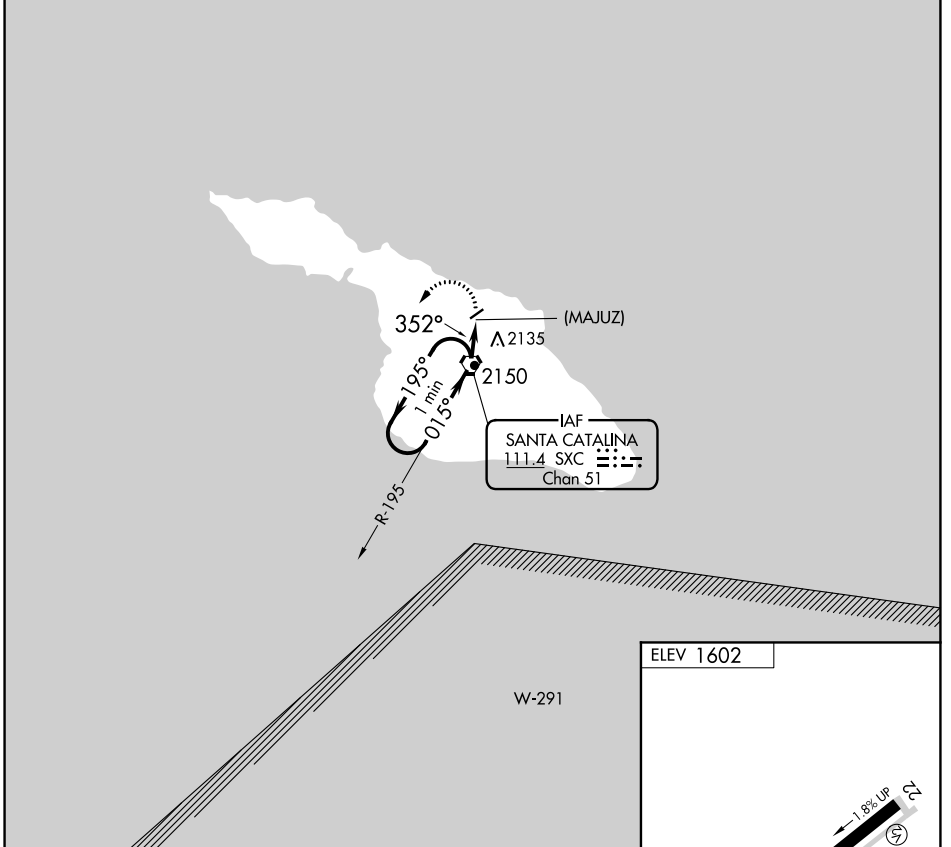 352°
(MAJUZ)
2135
195°
1 min
015°
2150
IAF
SANTA CATALINA
111.4 SXC
Chan 51
R-195
W-291
ELEV 1602
1.8% UP
22